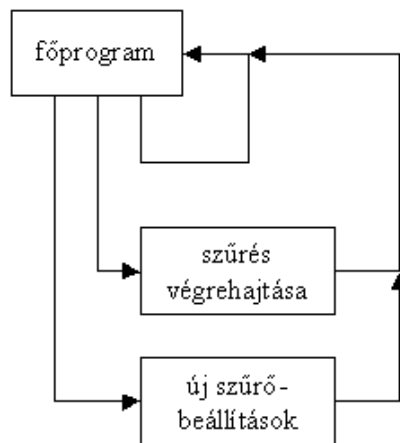 főprogram
szűrés
végrehajtása
új szűrő-
beállítások